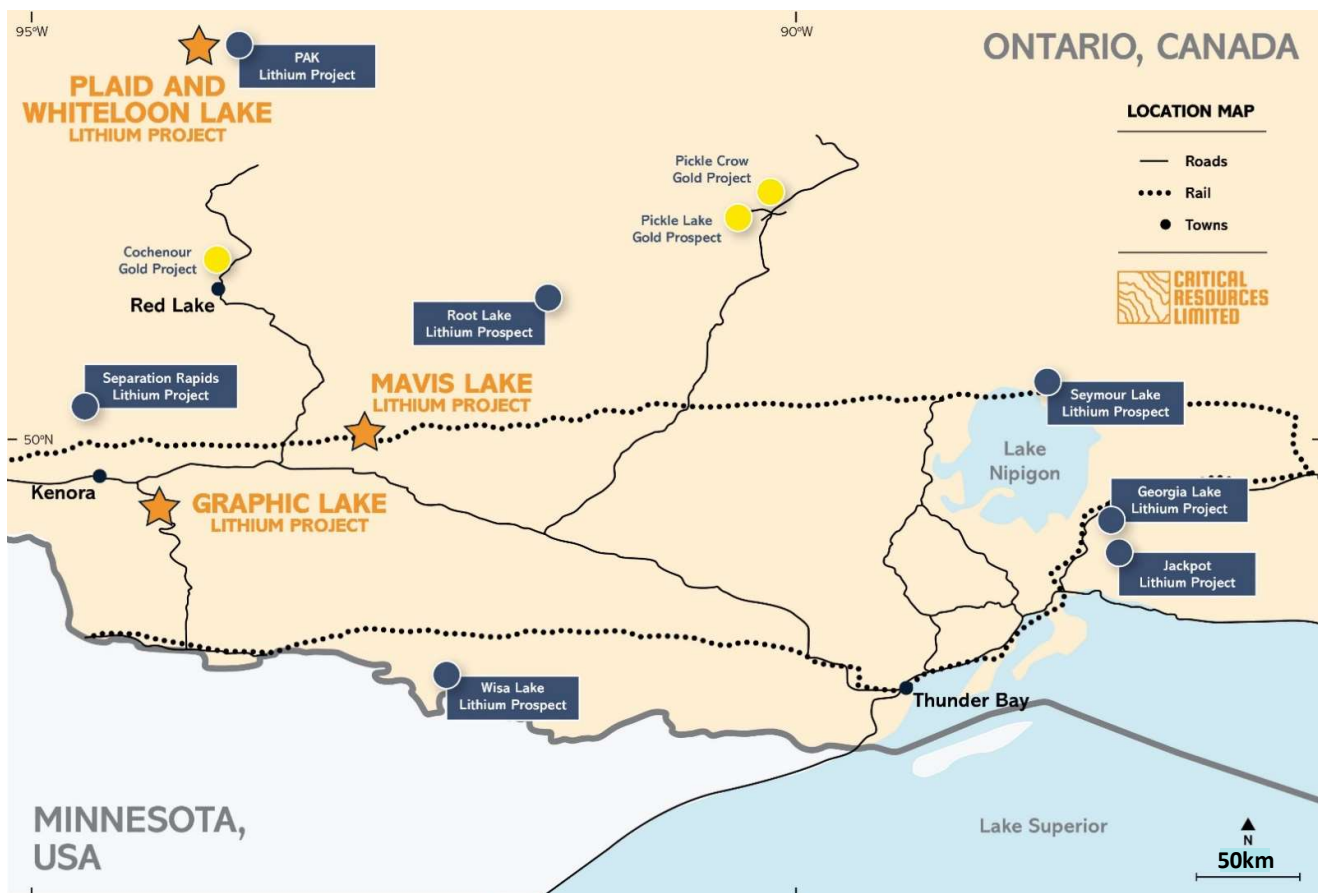 95°W
90°W
ONTARIO, CANADA
PAK
Lithium Project
PLAID AND
WHITELOON LAKE
LITHIUM PROJECT
LOCATION MAP
Roads
Rail
Towns
CRITICAL
RESOURCES
LIMITED
Pickle Crow
Gold Project
Pickle Lake
Gold Prospect
Cochenour
Gold Project
Red Lake
Root Lake
Lithium Prospect
Separation Rapids
Lithium Project
MAVIS LAKE
LITHIUM PROJECT
Seymour Lake
Lithium Prospect
50°N
Lake
Nipigon
Kenora
GRAPHIC LAKE
LITHIUM PROJECT
Georgia Lake
Lithium Project
Jackpot
Lithium Project
Wisa Lake
Lithium Prospect
Thunder Bay
MINNESOTA,
USA
Lake Superior
N
50km